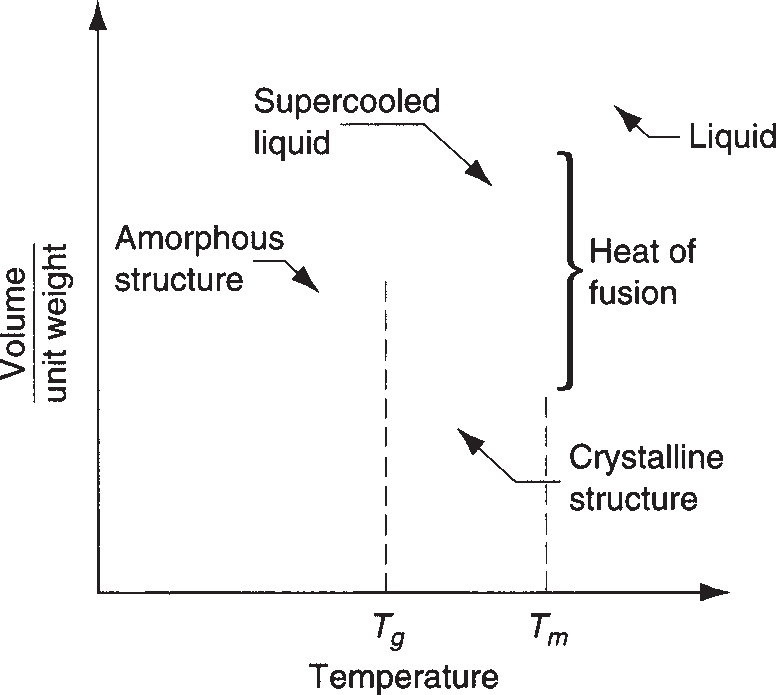 Supercooled
liquid
Liquid
Amorphous
structure
Heat of
fusion
Volume
unit weight
Crystalline
structure
Tg
Tm
Temperature